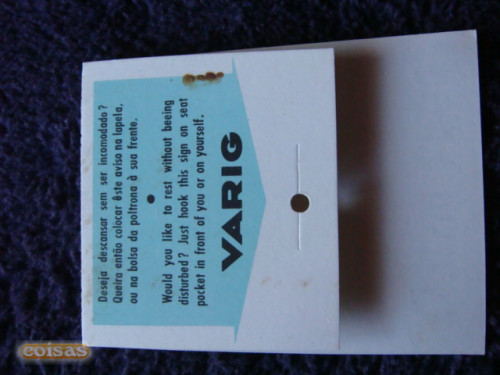 Deseja descansar sem ser incomodado?
Queira então colocar êste aviso na lapela,
ou na bolsa da poltrona à sua frente.
Would you like to rest without beeing
disturbed? Just hook this sign on seat
pocket in front of you or on yourself.
VARIG
coisas